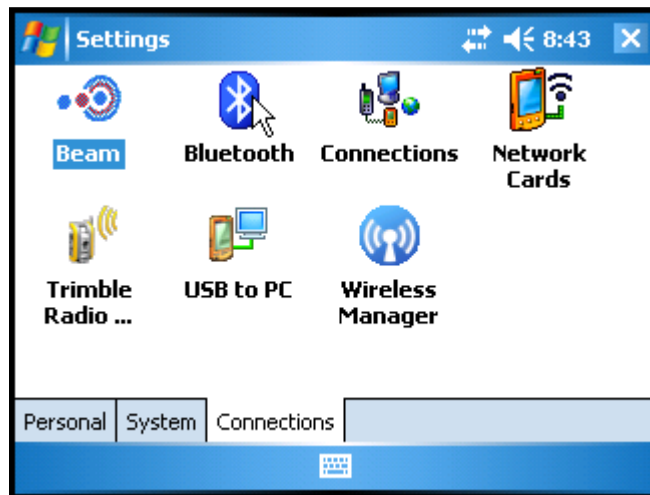 Settings 8:43
Beam Bluetooth Connections Network
Cards
Trimble USB to PC Wireless
Radio ... Manager
Personal System Connections